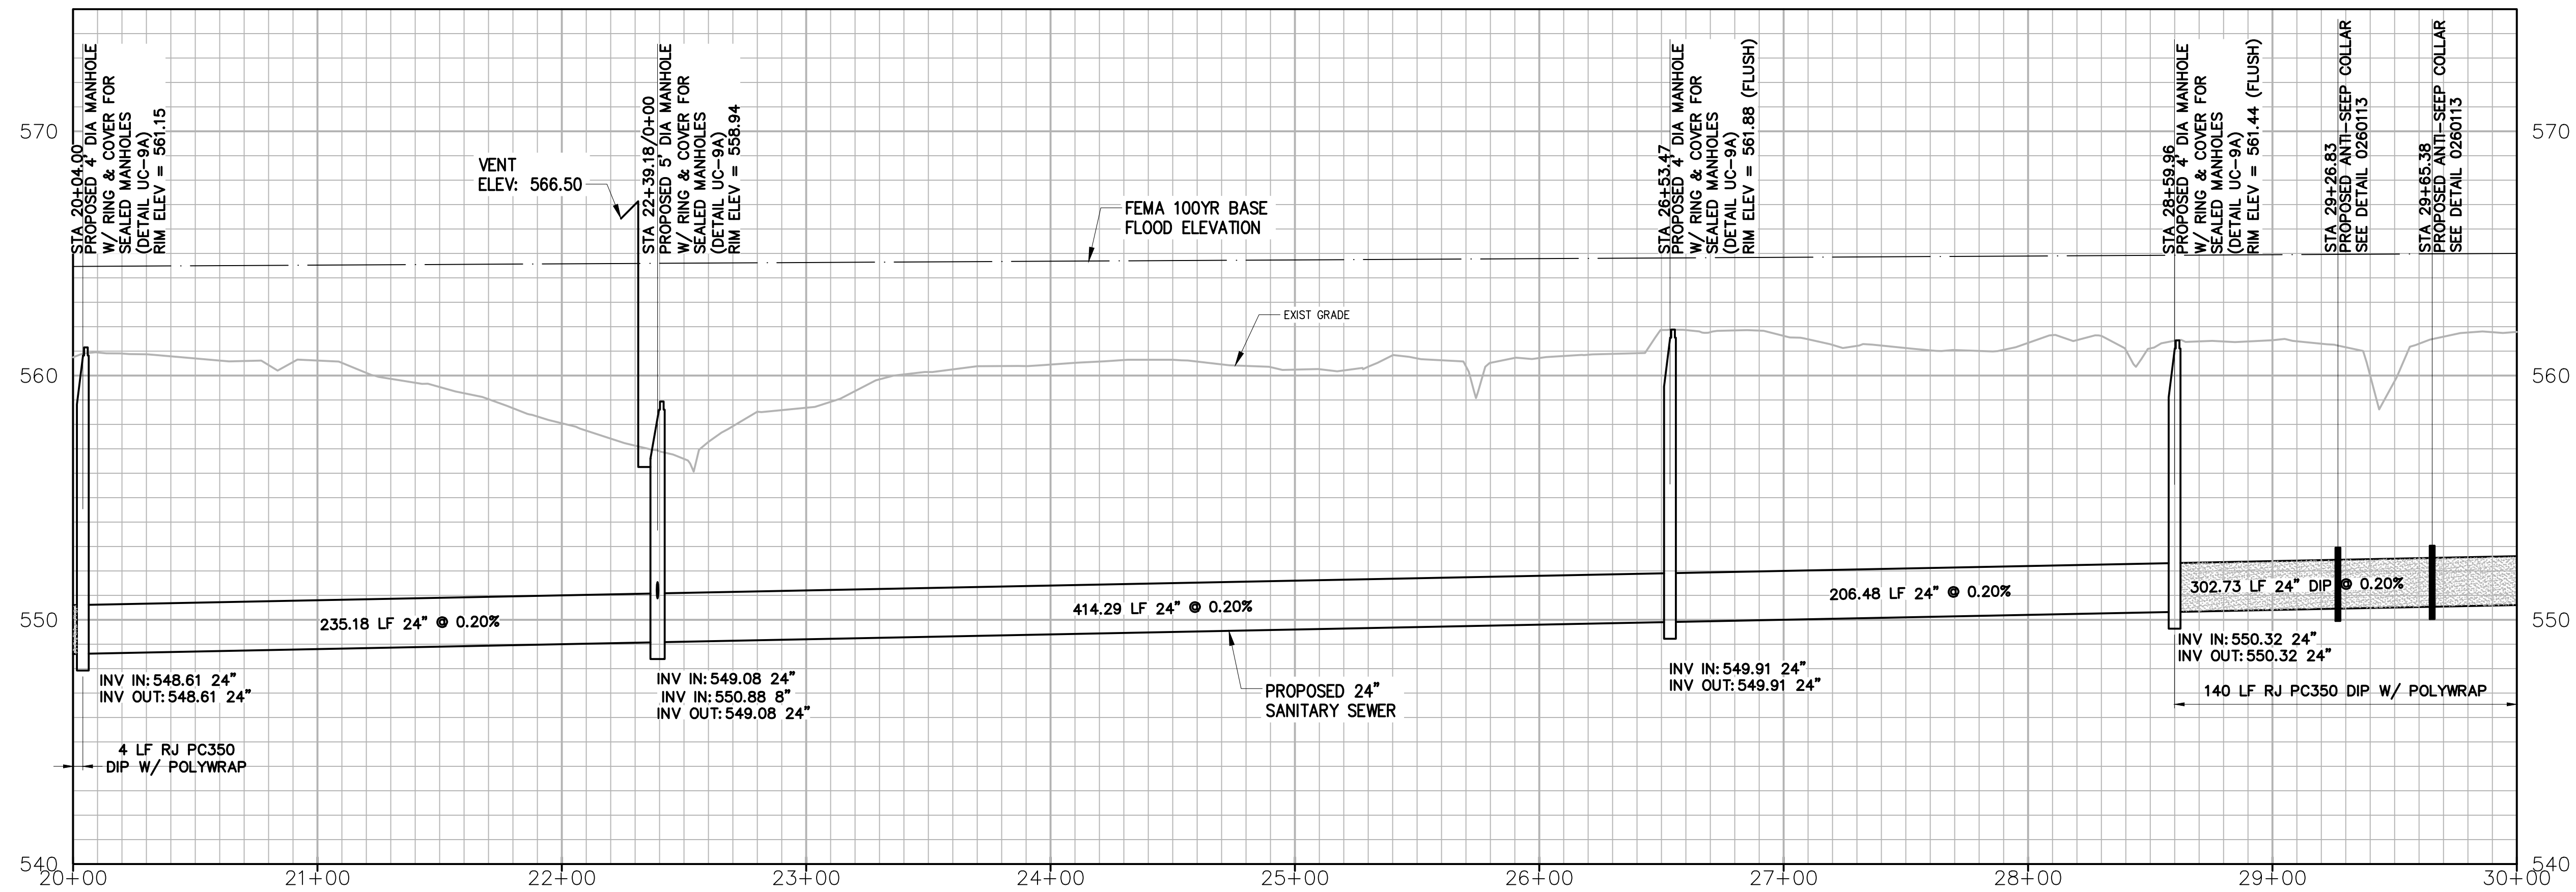 STA 20+04.00
PROPOSED 4' DIA MANHOLE
W/ RING & COVER FOR
SEALED MANHOLES
(DETAIL UC-9A)
RIM ELEV = 561.15
VENT
ELEV: 566.50
STA 22+39.18/0+00
PROPOSED 5' DIA MANHOLE
W/ RING & COVER FOR
SEALED MANHOLES
(DETAIL UC-9A)
RIM ELEV = 558.94
FEMA 100YR BASE
FLOOD ELEVATION
EXIST GRADE
STA 26+53.47
PROPOSED 4' DIA MANHOLE
W/ RING & COVER FOR
SEALED MANHOLES
(DETAIL UC-9A)
RIM ELEV = 561.88 (FLUSH)
STA 28+59.96
PROPOSED 4' DIA MANHOLE
W/ RING & COVER FOR
SEALED MANHOLES
(DETAIL UC-9A)
RIM ELEV = 561.44 (FLUSH)
STA 29+26.83
PROPOSED ANTI-SEEP COLLAR
SEE DETAIL 0260113
STA 29+65.38
PROPOSED ANTI-SEEP COLLAR
SEE DETAIL 0260113
570
570
560
560
550
550
540
540
235.18 LF 24" @ 0.20%
414.29 LF 24" @ 0.20%
206.48 LF 24" @ 0.20%
302.73 LF 24" DIP @ 0.20%
INV IN: 548.61 24"
INV OUT: 548.61 24"
INV IN: 549.08 24"
INV IN: 550.88 8"
INV OUT: 549.08 24"
PROPOSED 24"
SANITARY SEWER
INV IN: 549.91 24"
INV OUT: 549.91 24"
INV IN: 550.32 24"
INV OUT: 550.32 24"
140 LF RJ PC350 DIP W/ POLYWRAP
4 LF RJ PC350
DIP W/ POLYWRAP
20+00
21+00
22+00
23+00
24+00
25+00
26+00
27+00
28+00
29+00
30+00